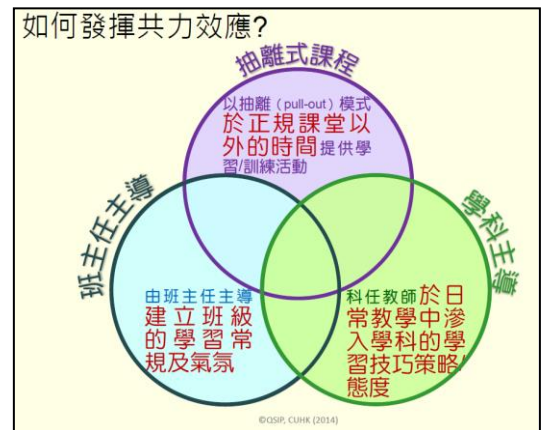 如何發揮共力效應?
抽離式課程
以抽離（pull-out）模式
於正規課堂以
外的時間提供學
習/訓練活動
班主任主導
學科主導
由班主任主導
建立班級
的學習常
規及氣氛
科任教師於日
常教學中滲
入學科的學
習技巧策略/
態度
©QSIP, CUHK (2014)